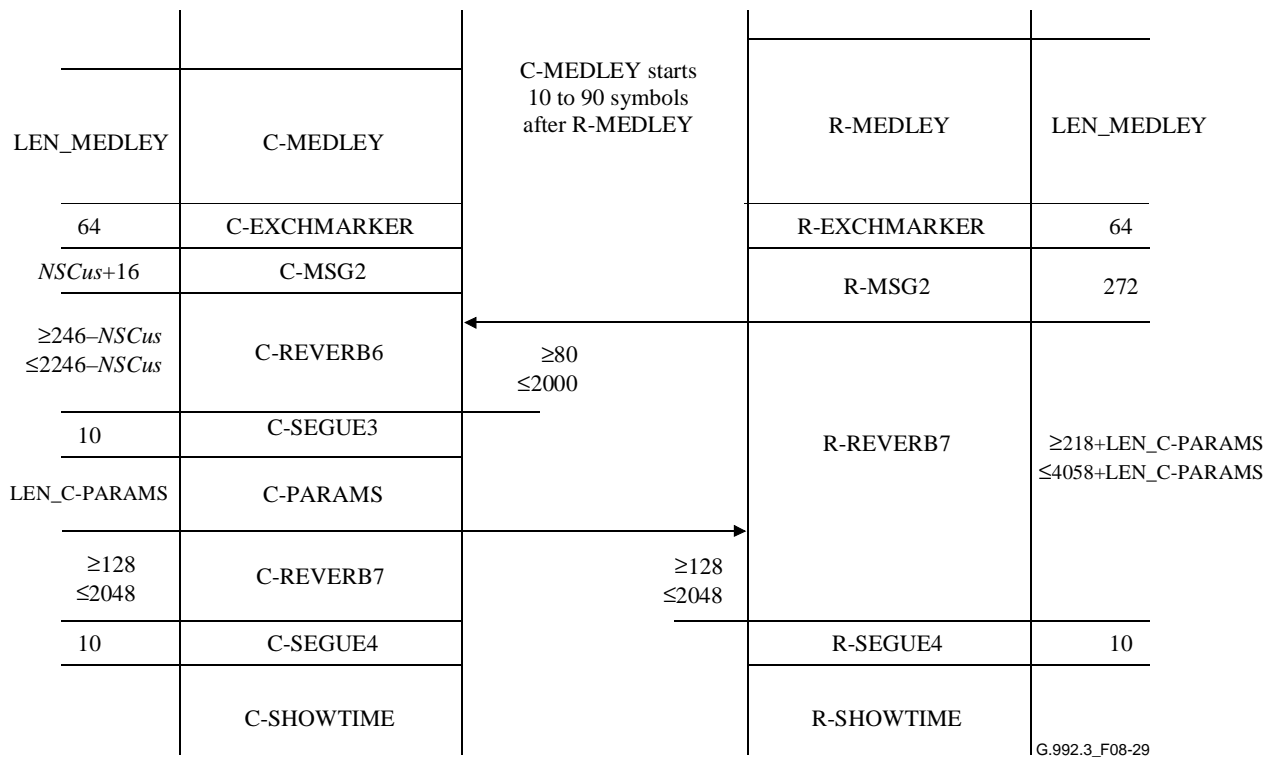 C-MEDLEY starts
10 to 90 symbols
after R-MEDLEY
LEN_MEDLEY
C-MEDLEY
R-MEDLEY
LEN_MEDLEY
64
C-EXCHMARKER
R-EXCHMARKER
64
NSCus+16
C-MSG2
R-MSG2
272
≥246–NSCus
≤2246–NSCus
C-REVERB6
≥80
≤2000
10
C-SEGUE3
R-REVERB7
≥218+LEN_C-PARAMS
≤4058+LEN_C-PARAMS
LEN_C-PARAMS
C-PARAMS
≥128
≤2048
C-REVERB7
≥128
≤2048
10
C-SEGUE4
R-SEGUE4
10
C-SHOWTIME
R-SHOWTIME
G.992.3_F08-29